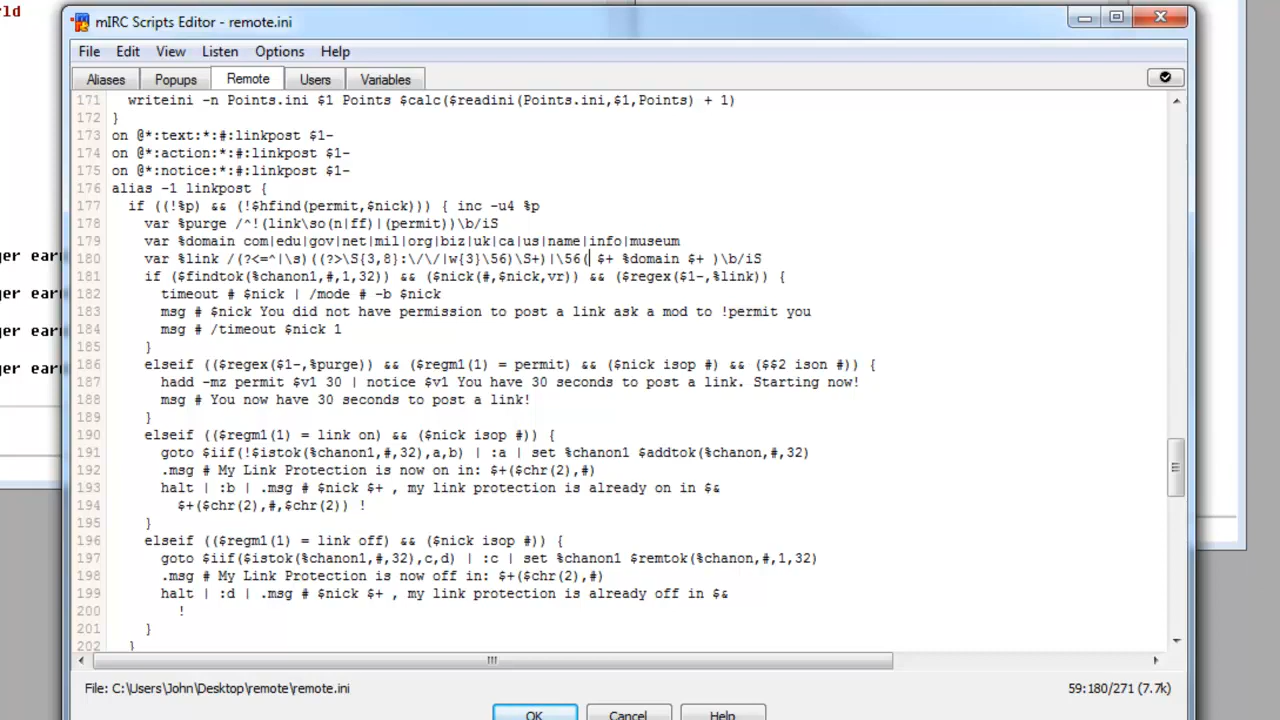 rld
ger earn
ger earn
ger earn
ger earn
mIRC Scripts Editor - remote.ini
File Edit View Listen Options Help
Aliases Popups Remote Users Variables
171 writeini -n Points.ini $1 Points $calc($readini(Points.ini,$1,Points) + 1)
172 }
173 on @*:text:*:#:linkpost $1-
174 on @*:action:*:#:linkpost $1-
175 on @*:notice:*:#:linkpost $1-
176 alias -1 linkpost {
177 if ((!%p) && (!$hfind(permit,$nick))) { inc -u4 %p
178 var %purge /^!(link\so(n|ff)|(permit))\b/iS
179 var %domain com|edu|gov|net|mil|org|biz|uk|ca|us|name|info|museum
180 var %link /(?<=^|\s)((?>\S{3,8}:\/\/|w{3}\56)\S+)|\56( $+ %domain $+ )\b/iS
181 if ($findtok(%chanon1,#,1,32)) && ($nick(#,$nick,vr)) && ($regex($1-,%link)) {
182 timeout # $nick | /mode # -b $nick
183 msg # $nick You did not have permission to post a link ask a mod to !permit you
184 msg # /timeout $nick 1
185 }
186 elseif (($regex($1-,%purge)) && ($regm1(1) = permit) && ($nick isop #) && ($$2 ison #)) {
187 hadd -mz permit $v1 30 | notice $v1 You have 30 seconds to post a link. Starting now!
188 msg # You now have 30 seconds to post a link!
189 }
190 elseif (($regm1(1) = link on) && ($nick isop #)) {
191 goto $iif(!$istok(%chanon1,#,32),a,b) | :a | set %chanon1 $addtok(%chanon,#,32)
192 .msg # My Link Protection is now on in: $+($chr(2),#)
193 halt | :b | .msg # $nick $+ , my link protection is already on in $&
194 $+($chr(2),#,$chr(2)) !
195 }
196 elseif (($regm1(1) = link off) && ($nick isop #)) {
197 goto $iif($istok(%chanon1,#,32),c,d) | :c | set %chanon1 $remtok(%chanon,#,1,32)
198 .msg # My Link Protection is now off in: $+($chr(2),#)
199 halt | :d | .msg # $nick $+ , my link protection is already off in $&
200 !
201 }
202 }
File: C:\Users\John\Desktop\remote\remote.ini 59:180/271 (7.7k)
OK Cancel Help